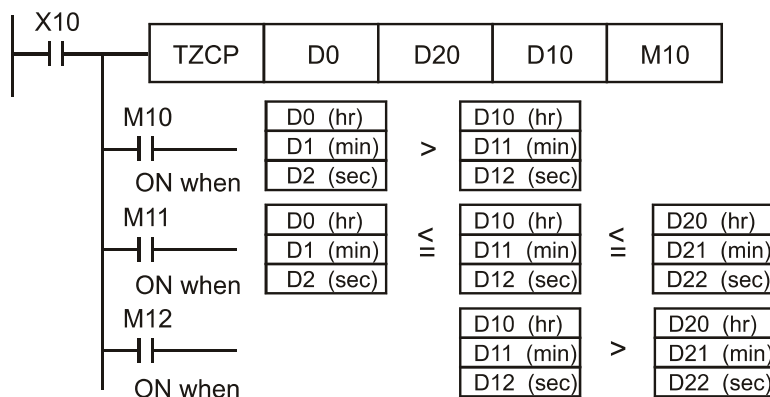 X10
TZCP D0 D20 D10 M10
M10
ON when
D0 (hr)
D1 (min)
D2 (sec)
>
D10 (hr)
D11 (min)
D12 (sec)
M11
ON when
D0 (hr)
D1 (min)
D2 (sec)
≦
D10 (hr)
D11 (min)
D12 (sec)
≦
D20 (hr)
D21 (min)
D22 (sec)
M12
ON when
D10 (hr)
D11 (min)
D12 (sec)
>
D20 (hr)
D21 (min)
D22 (sec)